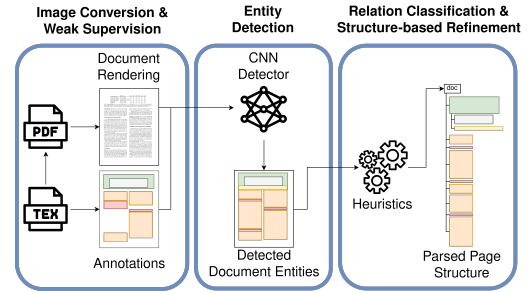 Image Conversion &
Weak Supervision
Document
Rendering
PDF
TEX
Annotations
Entity
Detection
CNN
Detector
Detected
Document Entities
Relation Classification &
Structure-based Refinement
doc
Heuristics
Parsed Page
Structure